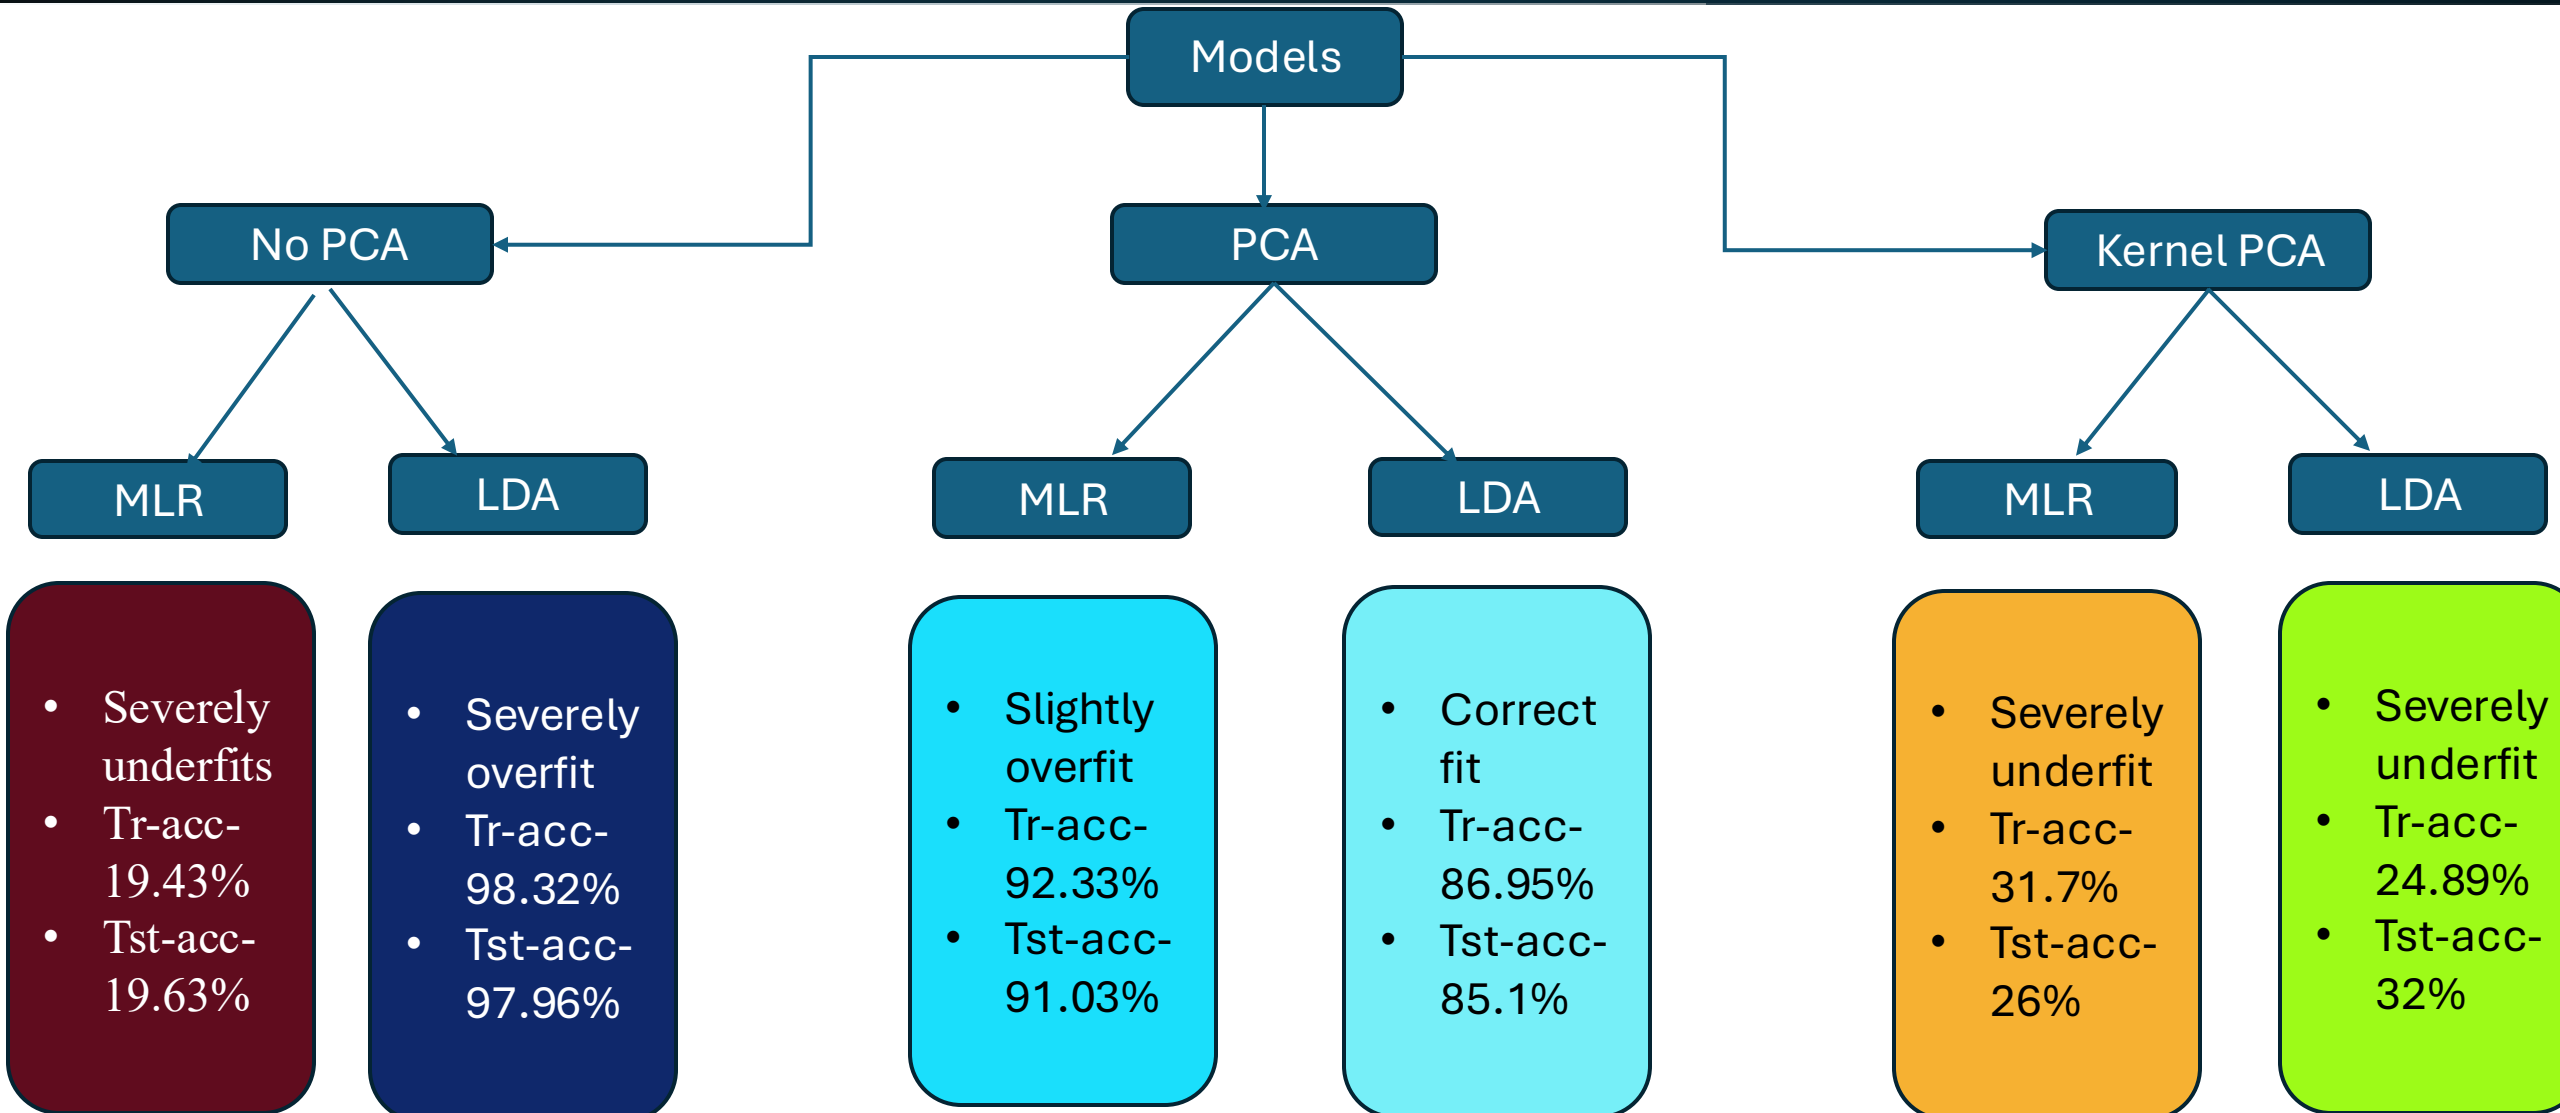 Models
No PCA
PCA
Kernel PCA
MLR
LDA
MLR
LDA
MLR
LDA
• Severely
underfits
• Tr-acc-
19.43%
• Tst-acc-
19.63%
• Severely
overfit
• Tr-acc-
98.32%
• Tst-acc-
97.96%
• Slightly
overfit
• Tr-acc-
92.33%
• Tst-acc-
91.03%
• Correct
fit
• Tr-acc-
86.95%
• Tst-acc-
85.1%
• Severely
underfit
• Tr-acc-
31.7%
• Tst-acc-
26%
• Severely
underfit
• Tr-acc-
24.89%
• Tst-acc-
32%